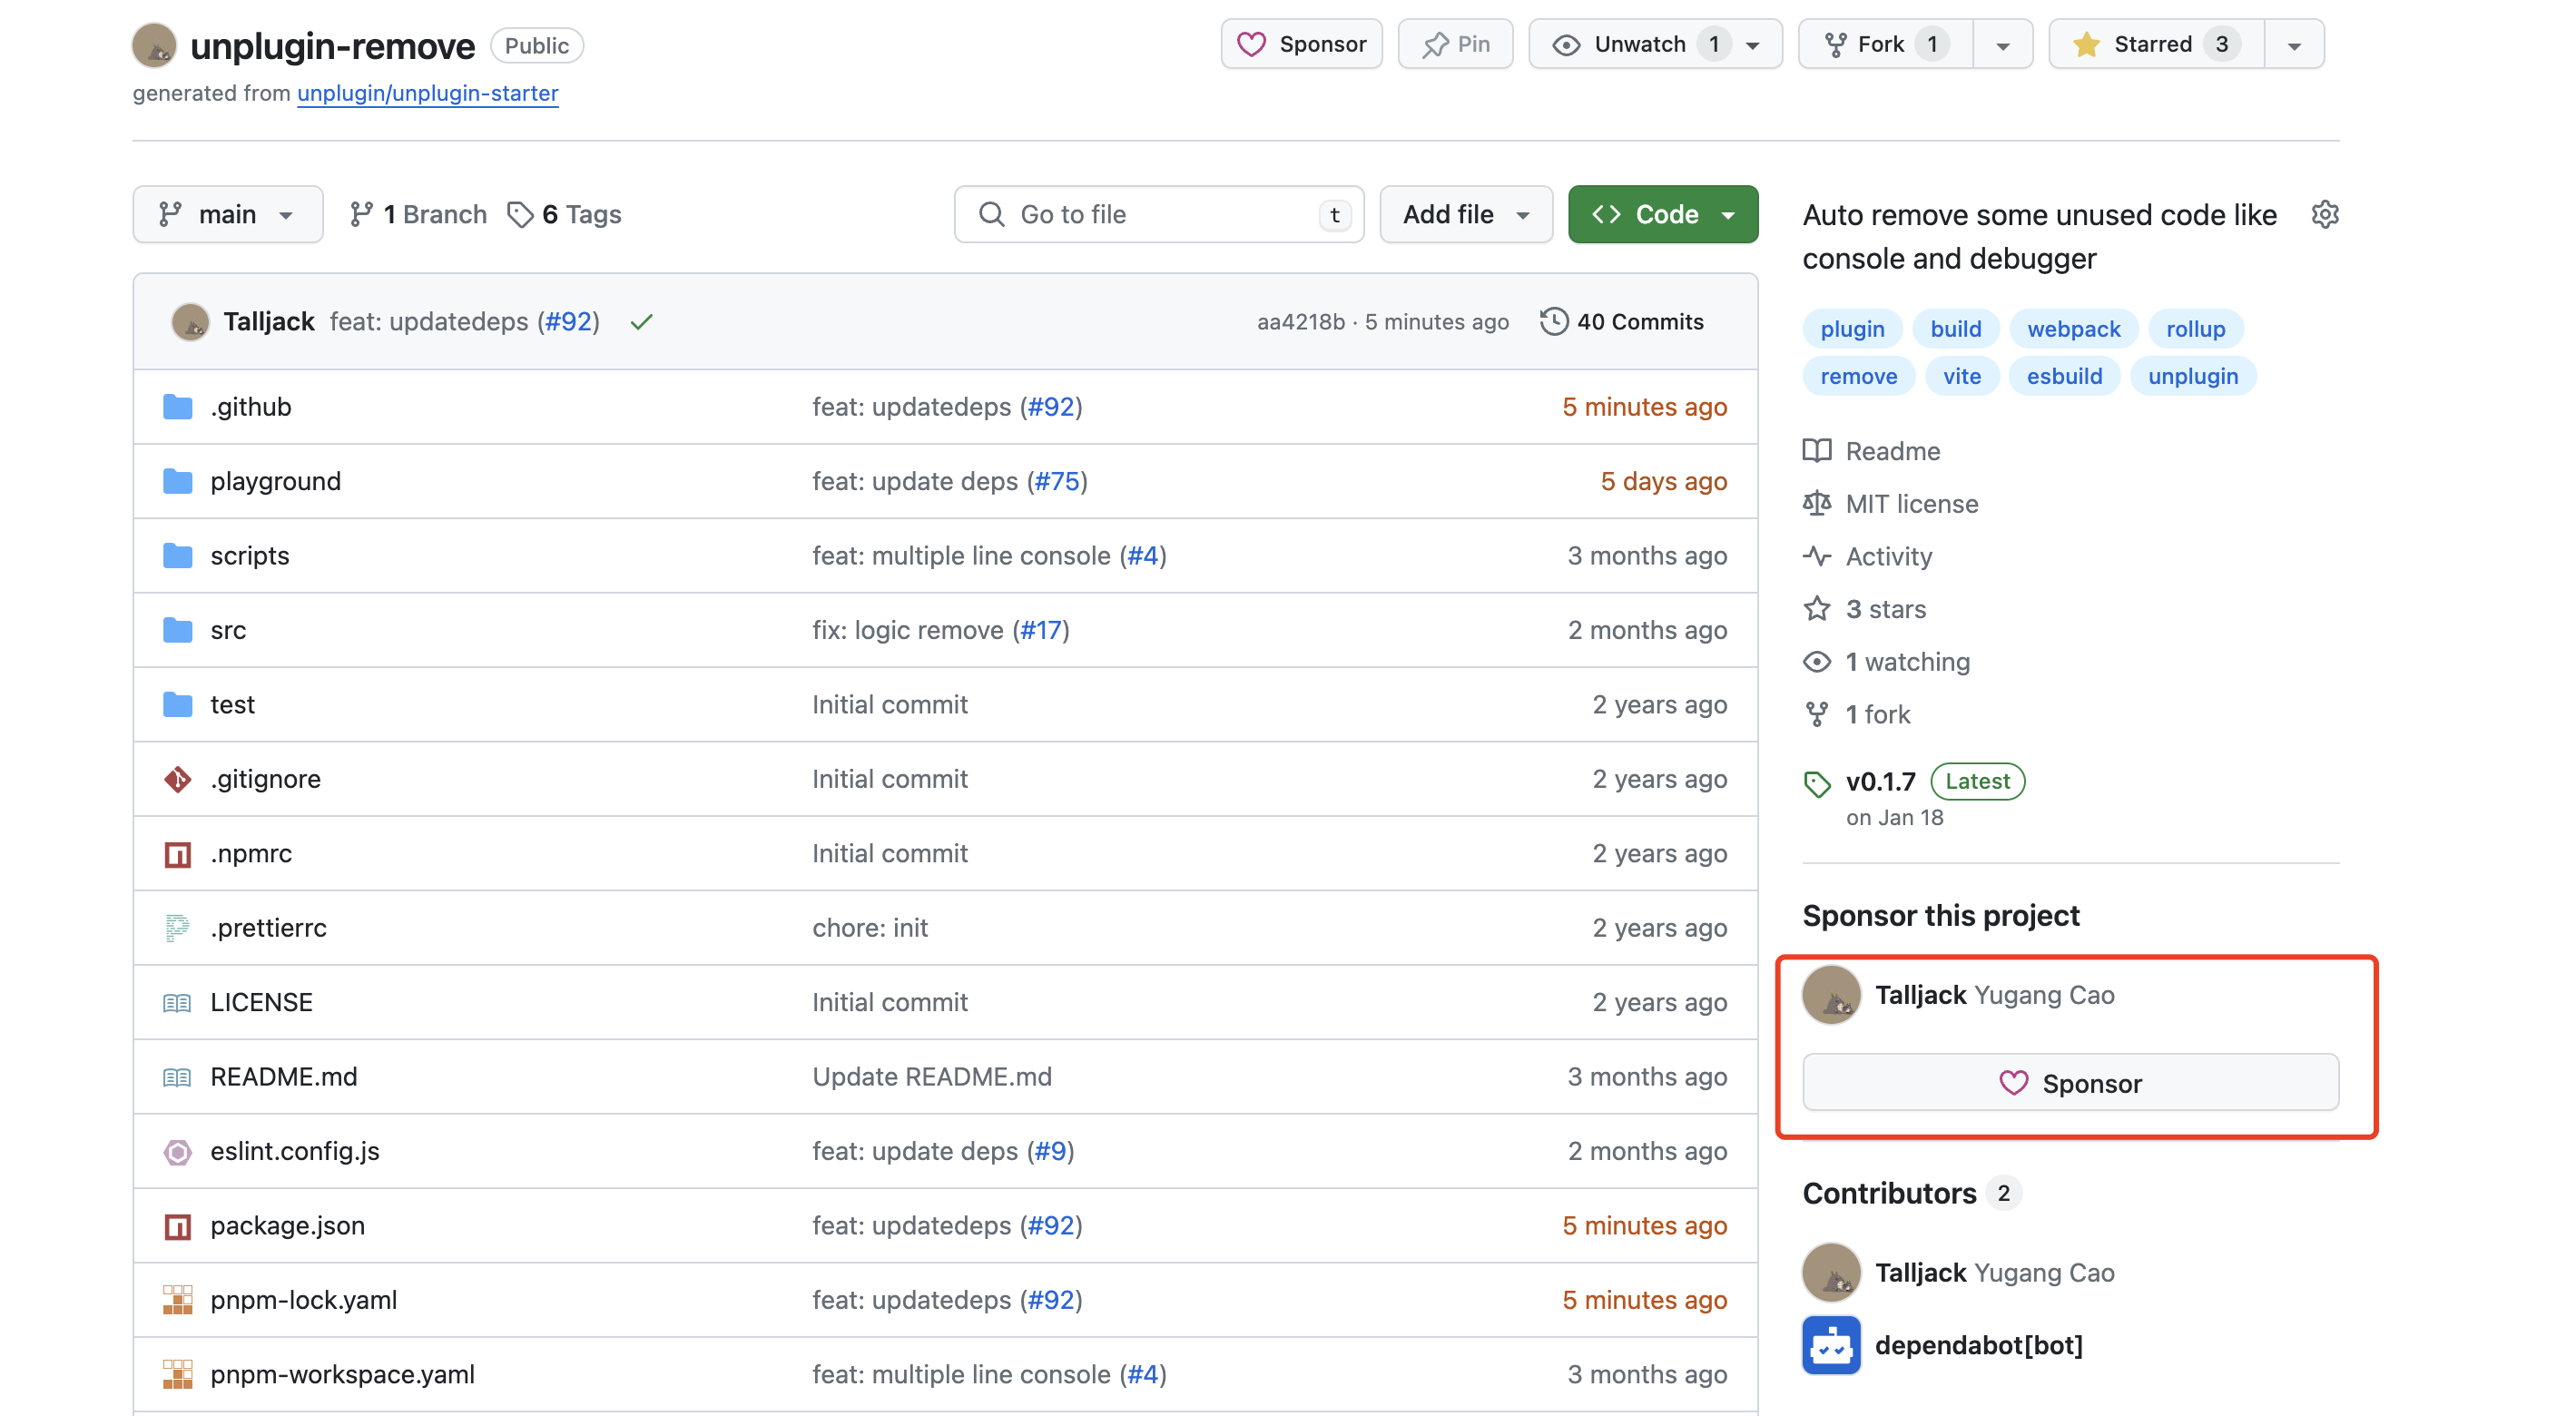 unplugin-remove Public
Sponsor Pin Unwatch 1 Fork 1 Starred 3
generated from unplugin/unplugin-starter
main 1 Branch 6 Tags Go to file t Add file Code
Talljack feat: updatedeps (#92) aa4218b · 5 minutes ago 40 Commits
.github feat: updatedeps (#92) 5 minutes ago
playground feat: update deps (#75) 5 days ago
scripts feat: multiple line console (#4) 3 months ago
src fix: logic remove (#17) 2 months ago
test Initial commit 2 years ago
.gitignore Initial commit 2 years ago
.npmrc Initial commit 2 years ago
.prettierrc chore: init 2 years ago
LICENSE Initial commit 2 years ago
README.md Update README.md 3 months ago
eslint.config.js feat: update deps (#9) 2 months ago
package.json feat: updatedeps (#92) 5 minutes ago
pnpm-lock.yaml feat: updatedeps (#92) 5 minutes ago
pnpm-workspace.yaml feat: multiple line console (#4) 3 months ago
Auto remove some unused code like
console and debugger
plugin build webpack rollup
remove vite esbuild unplugin
Readme
MIT license
Activity
3 stars
1 watching
1 fork
v0.1.7 Latest
on Jan 18
Sponsor this project
Talljack Yugang Cao
Sponsor
Contributors 2
Talljack Yugang Cao
dependabot[bot]